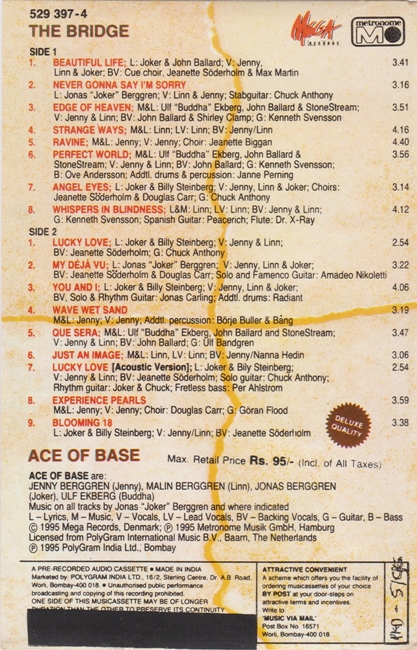 529 397-4
THE BRIDGE
MEGA
RECORDS
metronome
SIDE 1
1. BEAUTIFUL LIFE; L: Joker & John Ballard; V: Jenny, 3.41
Linn & Joker; BV: Cue choir, Jeanette Söderholm & Max Martin
2. NEVER GONNA SAY I'M SORRY 3.16
L: Jonas "Joker" Berggren; V: Linn & Jenny; Stabguitar: Chuck Anthony
3. EDGE OF HEAVEN; M&L: Ulf "Buddha" Ekberg, John Ballard & StoneStream; 3.51
V: Jenny & Linn; BV: John Ballard & Shirley Clamp; G: Kenneth Svensson
4. STRANGE WAYS; M&L: Linn; LV: Linn; BV: Jenny/Linn 4.16
5. RAVINE; M&L: Jenny; V: Jenny; Choir: Jeanette Biggan 4.40
6. PERFECT WORLD; M&L: Ulf "Buddha" Ekberg, John Ballard & 3.56
StoneStream; V: Jenny & Linn; BV: John Ballard; G: Kenneth Svensson;
B: Ove Andersson; Addtl. drums & percussion: Janne Perning
7. ANGEL EYES; L: Joker & Billy Steinberg; V: Jenny, Linn & Joker; Choirs: 3.14
Jeanette Söderholm & Douglas Carr; G: Chuck Anthony
8. WHISPERS IN BLINDNESS; L&M: Linn; LV: Linn; BV: Jenny/Linn; 4.12
G: Kenneth Svensson; Spanish Guitar: Peacerich; Flute: Dr. X-Ray
SIDE 2
1. LUCKY LOVE; L: Joker & Billy Steinberg; V: Jenny & Linn; 2.54
BV: Jeanette Söderholm; G: Chuck Anthony
2. MY DÉJÀ VU; L: Jonas "Joker" Berggren; V: Jenny, Linn & Joker; 3.22
BV: Jeanette Söderholm & Douglas Carr; Solo and Famenco Guitar: Amadeo Nikoletti
3. YOU AND I; L: Joker & Billy Steinberg; V: Jenny, Linn & Joker; 4.06
BV, Solo & Rhythm Guitar: Jonas Carling; Addtl. drums: Radiant
4. WAVE WET SAND 3.19
M&L: Jenny; V: Jenny; Addtl. percussion: Börje Buller & Bång
5. QUE SERA; M&L: Ulf "Buddha" Ekberg, John Ballard and StoneStream; 3.47
V: Jenny & Linn; BV: John Ballard; G: Ulf Bandgren
6. JUST AN IMAGE; M&L: Linn, LV: Linn; BV: Jenny/Nanna Hedin 3.06
7. LUCKY LOVE [Acoustic Version]; L: Joker & Bily Steinberg; 2.54
V: Jenny & Linn; BV: Jeanette Söderholm; Solo guitar: Chuck Anthony;
Rhythm guitar: Joker & Chuck; Fretless bass: Per Ahlstrom
8. EXPERIENCE PEARLS 3.59
M&L: Jenny; V: Jenny; Choir: Douglas Carr; G: Göran Flood
9. BLOOMING 18 3.38
L: Joker & Billy Steinberg; V: Jenny/Linn; BV: Jeanette Söderholm
DELUXE
QUALITY
ACE OF BASE Max. Retail Price Rs. 95/- (Incl. of All Taxes)
ACE OF BASE are:
JENNY BERGGREN (Jenny), MALIN BERGGREN (Linn), JONAS BERGGREN
(Joker), ULF EKBERG (Buddha)
Music on all tracks by Jonas "Joker" Berggren and where indicated
L – Lyrics, M – Music, V – Vocals, LV – Lead Vocals, BV – Backing Vocals, G – Guitar, B – Bass
© 1995 Mega Records, Denmark; ℗ 1995 Metronome Musik GmbH, Hamburg
Licensed from PolyGram International Music B.V., Baarn, The Netherlands
℗ 1995 PolyGram India Ltd., Bombay
A PRE-RECORDED AUDIO CASSETTE ● MADE IN INDIA
Marketed by: POLYGRAM INDIA LTD., 16/2, Sterling Centre, Dr. A.B. Road,
Worli, Bombay-400 018. ● Unauthorised public performance
broadcasting and copying of this recording prohibited.
ONE SIDE OF THIS MUSICASSETTE MAY BE OF LONGER
DURATION THAN THE OTHER TO PRESERVE ITS CONTINUITY
ATTRACTIVE CONVENIENT
A scheme which offers you the facility of
ordering musicassettes of your choice
BY POST at your door-steps on
attractive terms and incentives.
Write to
'MUSIC VIA MAIL'
Post Box No. 16571
Worli, Bombay-400 018